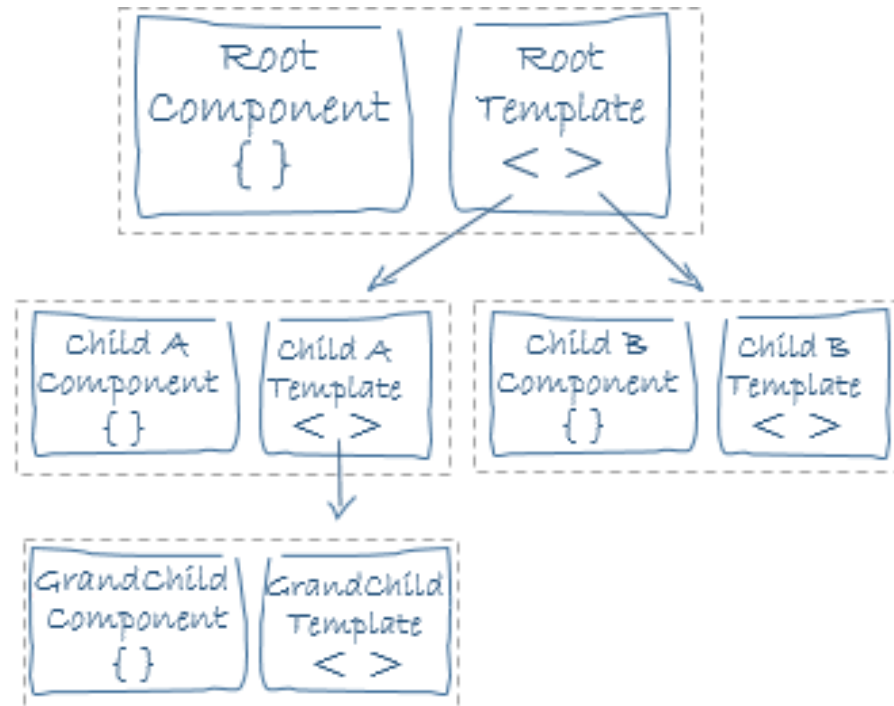 Root
Component
{ }
Root
Template
< >
Child A
Component
{ }
Child A
Template
< >
Child B
Component
{ }
Child B
Template
< >
GrandChild
Component
{ }
GrandChild
Template
< >